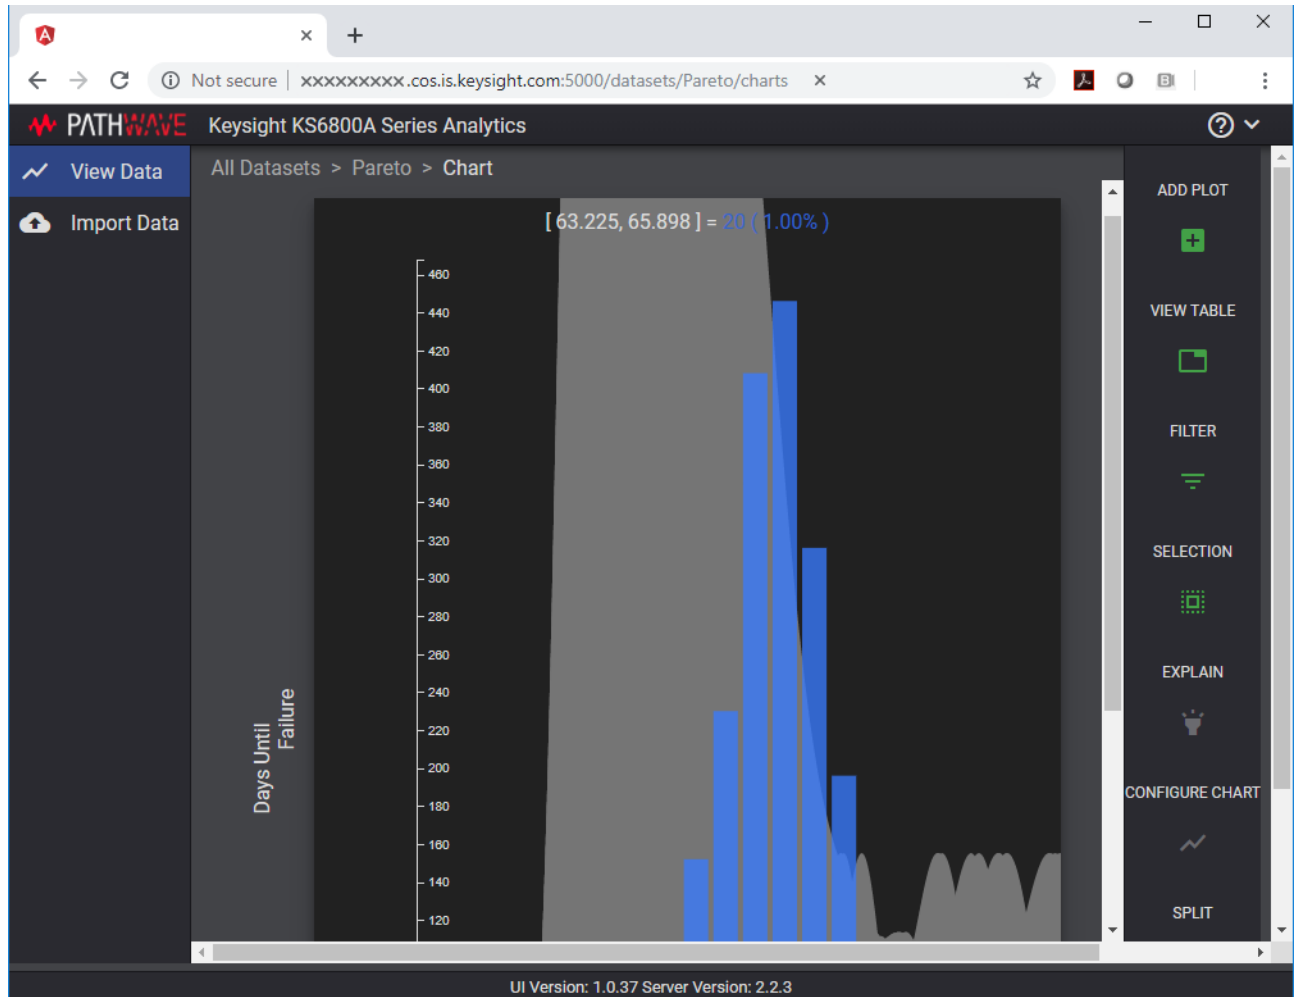 Not secure | xxxxxxxxx.cos.is.keysight.com:5000/datasets/Pareto/charts
PATHWAVE Keysight KS6800A Series Analytics
View Data
Import Data
All Datasets > Pareto > Chart
[ 63.225, 65.898 ] = 20 ( 1.00% )
460
440
420
400
380
360
340
320
300
280
260
240
220
200
180
160
140
120
Days Until
Failure
ADD PLOT
VIEW TABLE
FILTER
SELECTION
EXPLAIN
CONFIGURE CHART
SPLIT
UI Version: 1.0.37 Server Version: 2.2.3